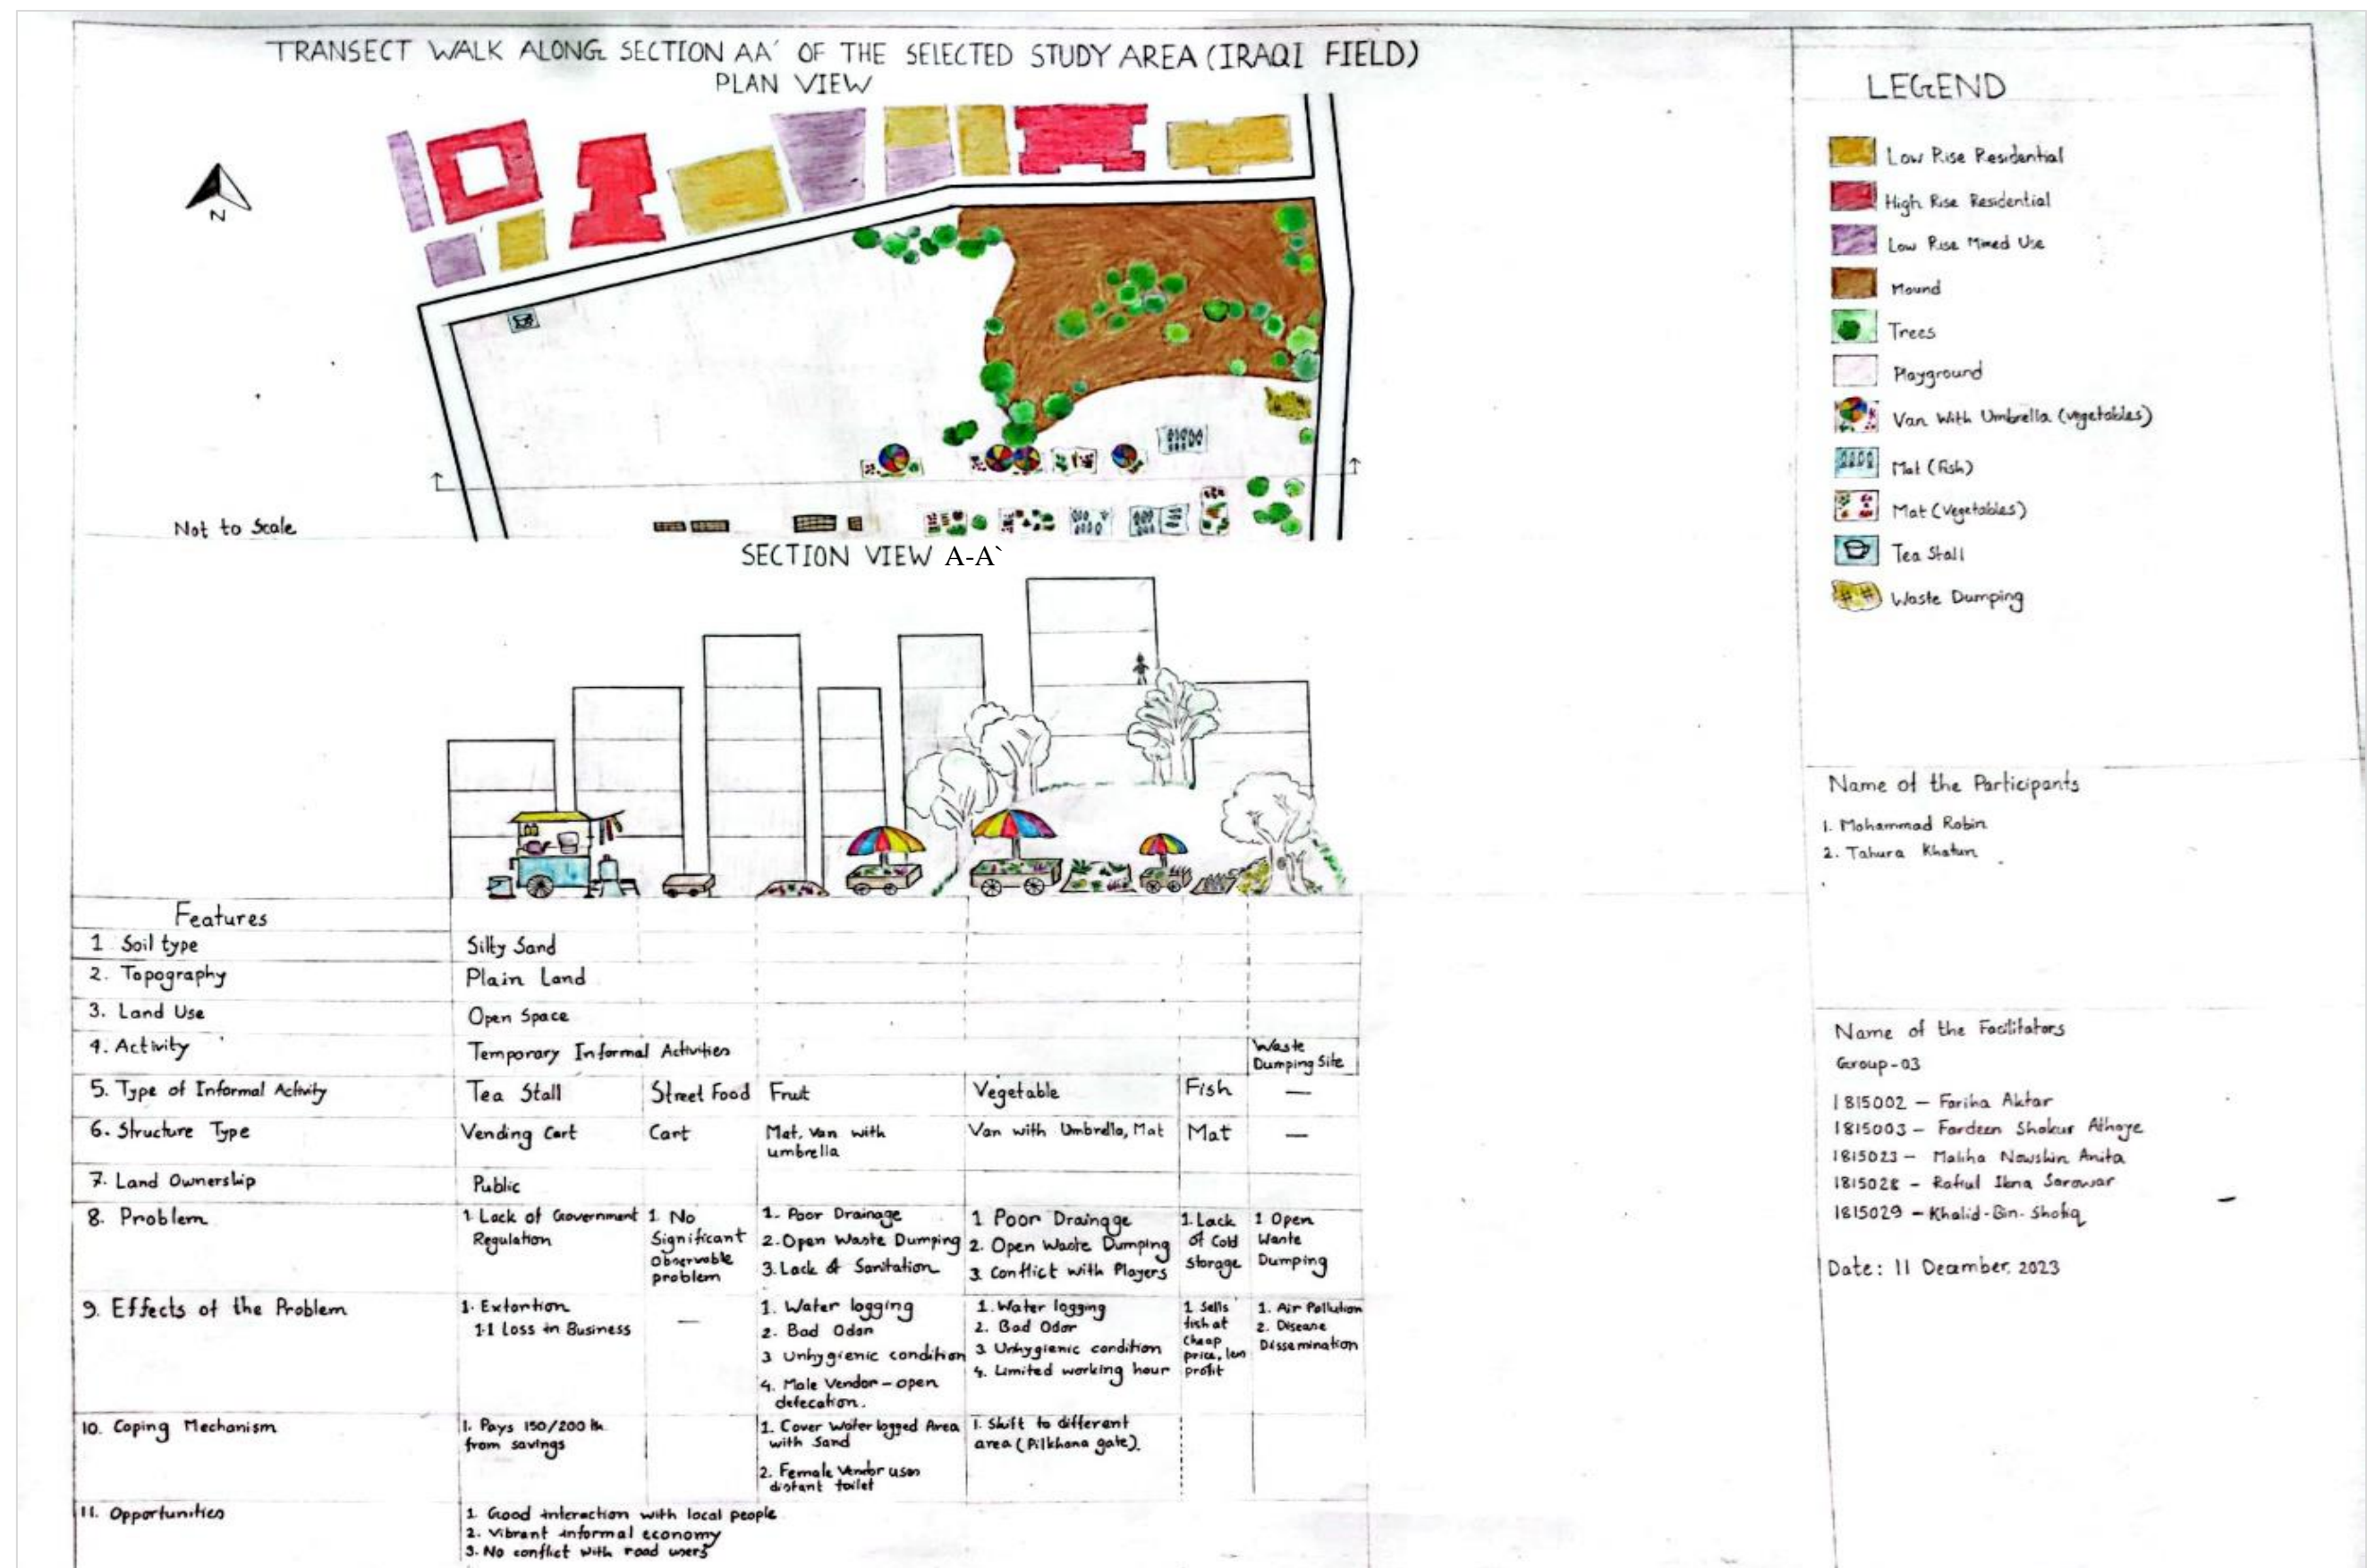 TRANSECT WALK ALONG SECTION AA' OF THE SELECTED STUDY AREA (IRAQI FIELD)
PLAN VIEW
N
Not to Scale
SECTION VIEW A-A`
LEGEND
Low Rise Residential
High Rise Residential
Low Rise Mixed Use
Mound
Trees
Playground
Van With Umbrella (vegetables)
Mat (Fish)
Mat (Vegetables)
Tea Stall
Waste Dumping
Name of the Participants
1. Mohammad Robin
2. Tahura Khatun
Name of the Facilitators
Group-03
1815002 – Fariha Aktar
1815003 – Fardeen Shakur Athoye
1815023 – Maliha Nowshin Anita
1815028 – Rafiul Ibna Sarowar
1815029 – Khalid-Bin-Shofiq
Date: 11 December, 2023
Features
1 Soil type
Silty Sand
2. Topography
Plain Land
3. Land Use
Open Space
4. Activity
Temporary Informal Activities
Waste
Dumping Site
5. Type of Informal Activity
Tea Stall
Street Food
Fruit
Vegetable
Fish
—
6. Structure Type
Vending Cart
Cart
Mat, Van with
umbrella
Van with Umbrella, Mat
Mat
—
7. Land Ownership
Public
8. Problem
1 Lack of Government
Regulation
1 No
Significant
Observable
problem
1. Poor Drainage
2. Open Waste Dumping
3. Lack of Sanitation
1 Poor Drainage
2. Open Waste Dumping
3. Conflict with Players
1. Lack
of Cold
storage
1 Open
Waste
Dumping
9. Effects of the Problem
1. Extortion
1.1 Loss in Business
—
1. Water logging
2. Bad Odor
3 Unhygienic condition
4. Male Vendor – open
defecation.
1. Water logging
2. Bad Odor
3 Unhygienic condition
4. Limited working hour
1 Sells
fish at
cheap
price, less
profit
1. Air Pollution
2. Disease
Dissemination
10. Coping Mechanism
1. Pays 150/200 tk
from savings
1. Cover Water logged Area
with Sand
2. Female Vendor uses
distant toilet
1. Shift to different
area (Pilkhana gate).
11. Opportunities
1 Good interaction with local people
2. Vibrant informal economy
3. No conflict with road users